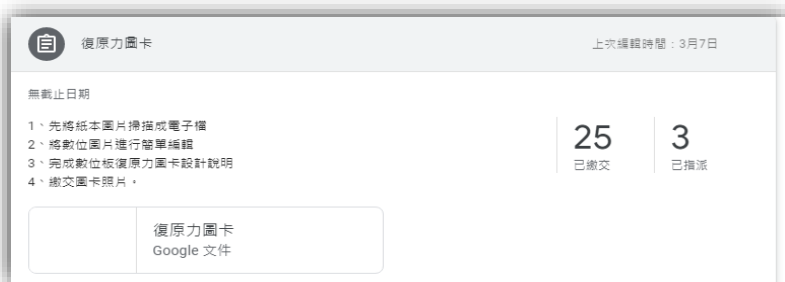 復原力圖卡
上次編輯時間：3月7日
無截止日期
1、先將紙本圖片掃描成電子檔
2、將數位圖片進行簡單編輯
3、完成數位板復原力圖卡設計說明
4、繳交圖卡照片。
25
已繳交
3
已指派
復原力圖卡
Google 文件